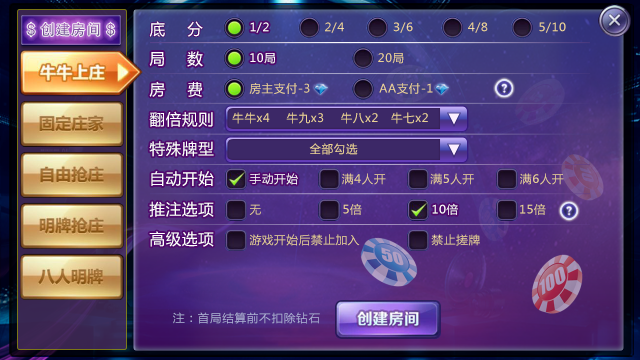 $ 创建房间 $
牛牛上庄
固定庄家
自由抢庄
明牌抢庄
八人明牌
底 分 1/2 2/4 3/6 4/8 5/10
局 数 10局 20局
房 费 房主支付-3 AA支付-1 ?
翻倍规则 牛牛x4 牛九x3 牛八x2 牛七x2
特殊牌型 全部勾选
自动开始 手动开始 满4人开 满5人开 满6人开
推注选项 无 5倍 10倍 15倍 ?
高级选项 游戏开始后禁止加入 禁止搓牌
50
100
注：首局结算前不扣除钻石
创建房间